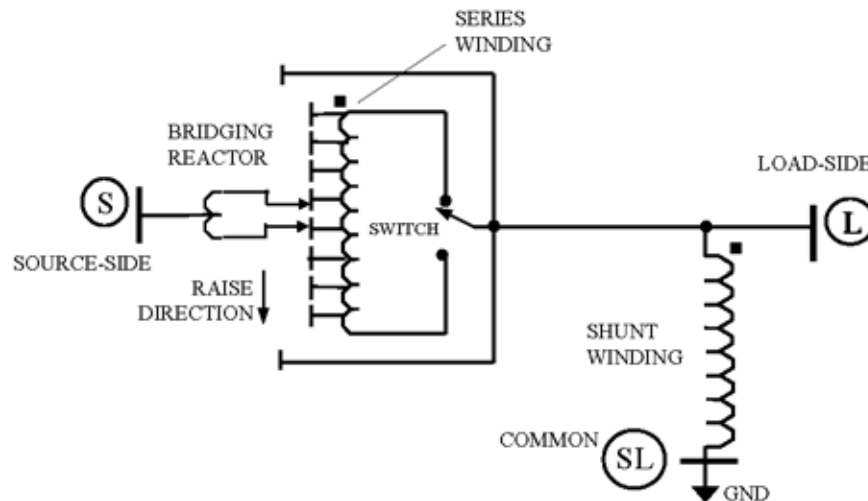 SERIES
WINDING
BRIDGING
REACTOR
LOAD-SIDE
S
L
SWITCH
SOURCE-SIDE
RAISE
DIRECTION
SHUNT
WINDING
COMMON
SL
GND